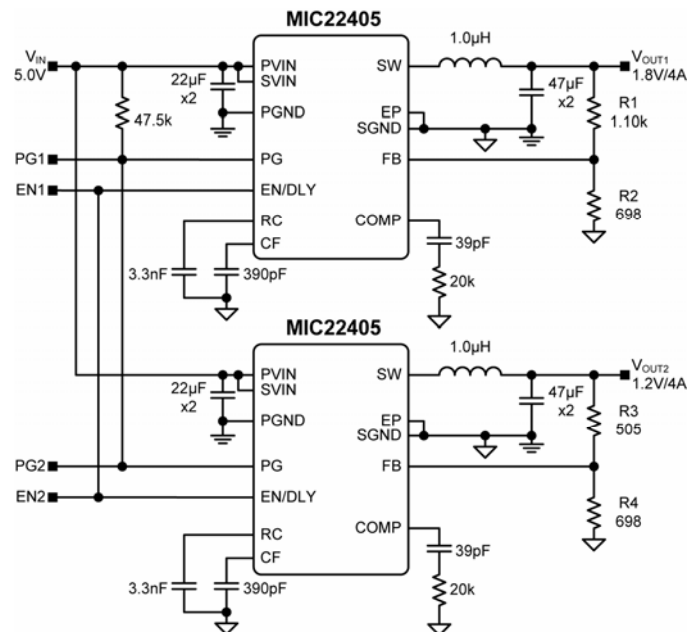 MIC22405
VIN
5.0V
47.5k
22µF
x2
PVIN
SVIN
PGND
PG
EN/DLY
RC
CF
SW
EP
SGND
FB
COMP
1.0µH
47µF
x2
VOUT1
1.8V/4A
R1
1.10k
R2
698
PG1
EN1
3.3nF
390pF
39pF
20k
MIC22405
22µF
x2
PVIN
SVIN
PGND
PG
EN/DLY
RC
CF
SW
EP
SGND
FB
COMP
1.0µH
47µF
x2
VOUT2
1.2V/4A
R3
505
R4
698
PG2
EN2
3.3nF
390pF
39pF
20k